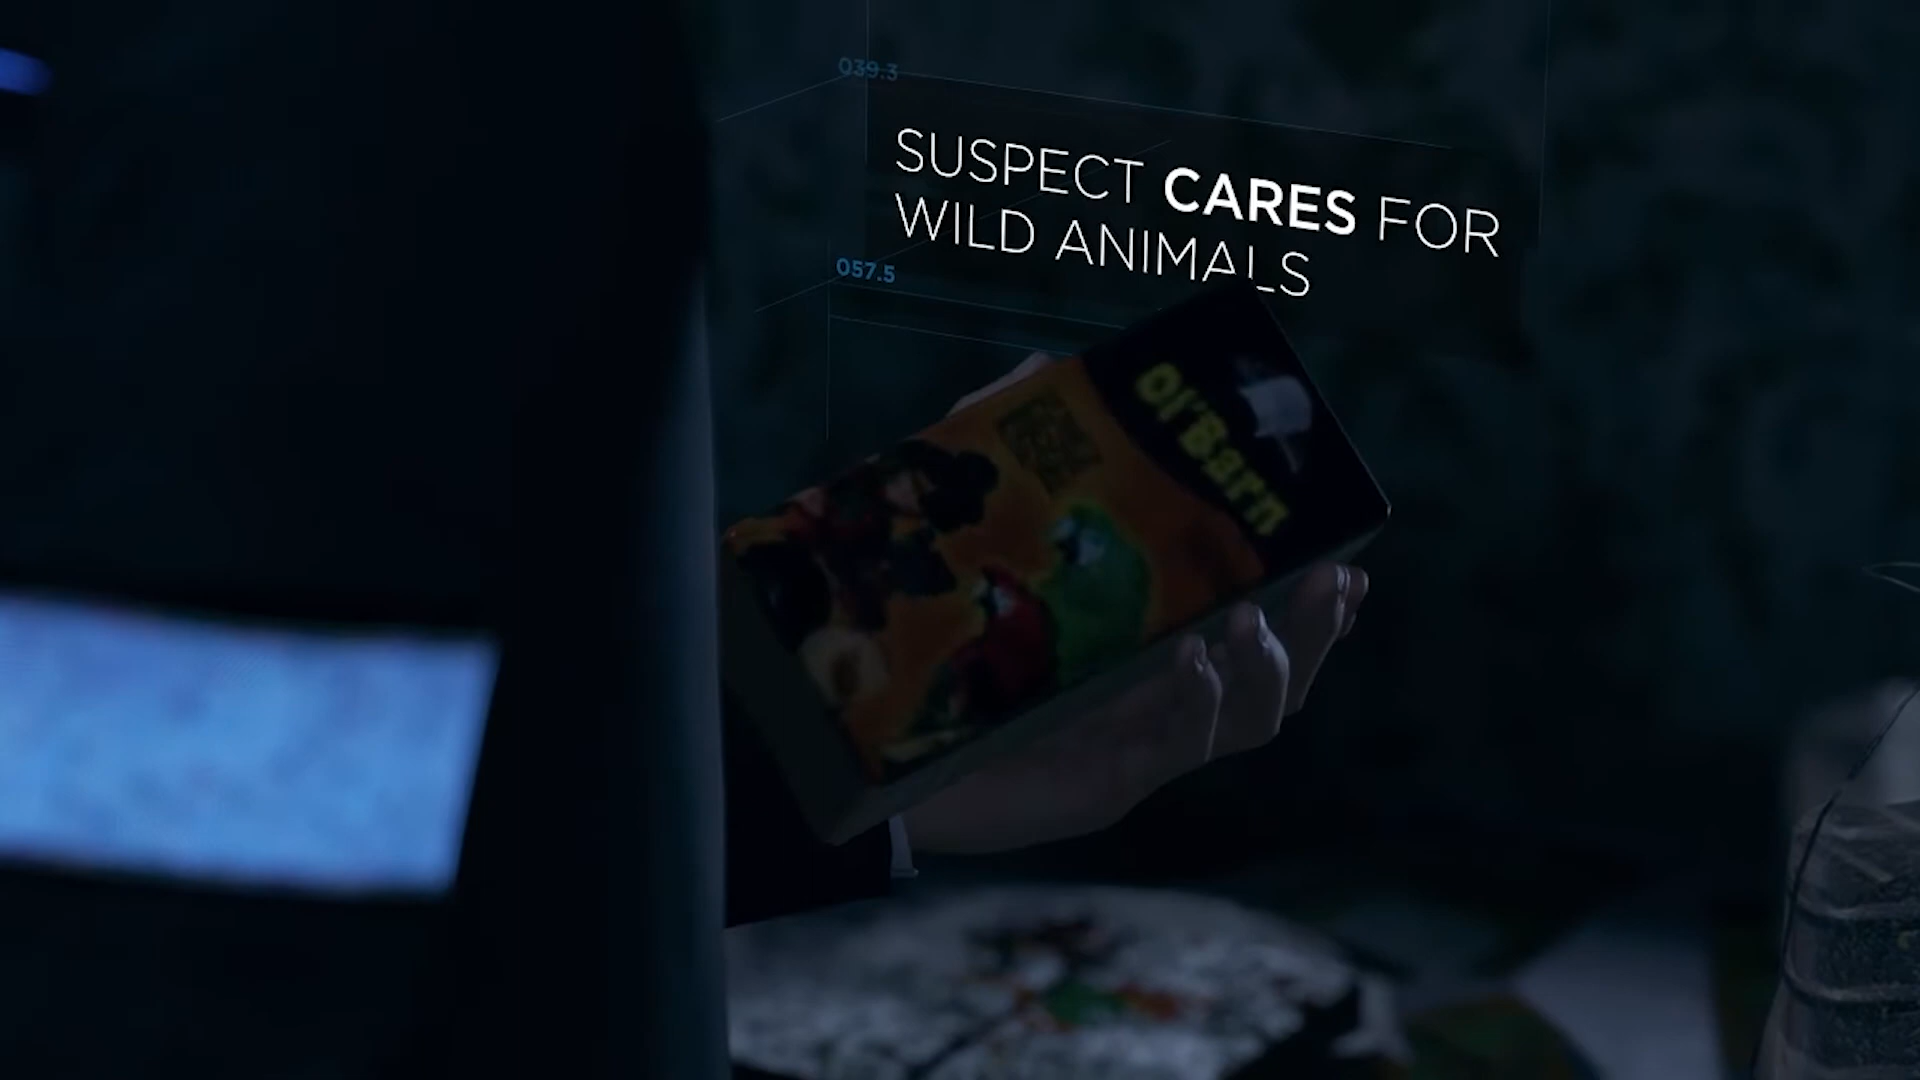 039.3
SUSPECT CARES FOR
WILD ANIMALS
057.5
Ol'Barn